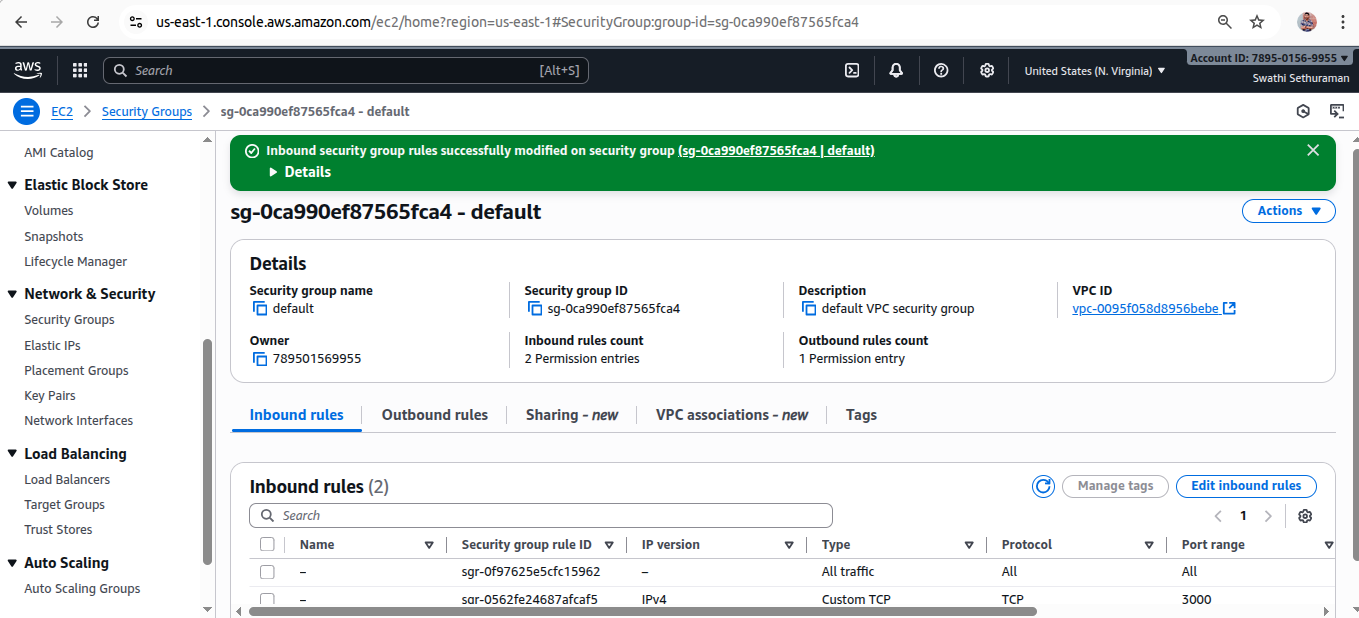 us-east-1.console.aws.amazon.com/ec2/home?region=us-east-1#SecurityGroup:group-id=sg-0ca990ef87565fca4
aws
Search [Alt+S]
United States (N. Virginia)
Account ID: 7895-0156-9955
Swathi Sethuraman
EC2 > Security Groups > sg-0ca990ef87565fca4 - default
AMI Catalog
Elastic Block Store
Volumes
Snapshots
Lifecycle Manager
Network & Security
Security Groups
Elastic IPs
Placement Groups
Key Pairs
Network Interfaces
Load Balancing
Load Balancers
Target Groups
Trust Stores
Auto Scaling
Auto Scaling Groups
Inbound security group rules successfully modified on security group (sg-0ca990ef87565fca4 | default)
Details
sg-0ca990ef87565fca4 - default
Actions
Details
Security group name
default
Security group ID
sg-0ca990ef87565fca4
Description
default VPC security group
VPC ID
vpc-0095f058d8956bebe
Owner
789501569955
Inbound rules count
2 Permission entries
Outbound rules count
1 Permission entry
Inbound rules
Outbound rules
Sharing - new
VPC associations - new
Tags
Inbound rules (2)
Manage tags
Edit inbound rules
Search
1
Name Security group rule ID IP version Type Protocol Port range
– sgr-0f97625e5cfc15962 – All traffic All All
– sgr-0562fe24687afcaf5 IPv4 Custom TCP TCP 3000